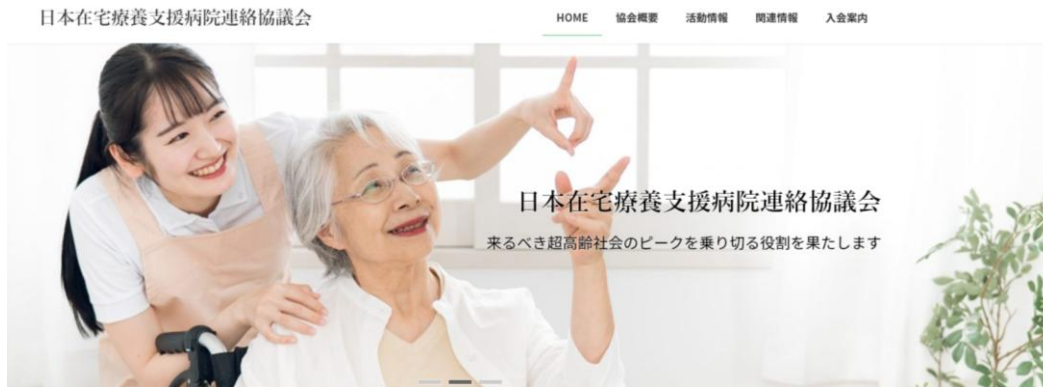 日本在宅療養支援病院連絡協議会
HOME 協会概要 活動情報 関連情報 入会案内
日本在宅療養支援病院連絡協議会
来るべき超高齢社会のピークを乗り切る役割を果たします